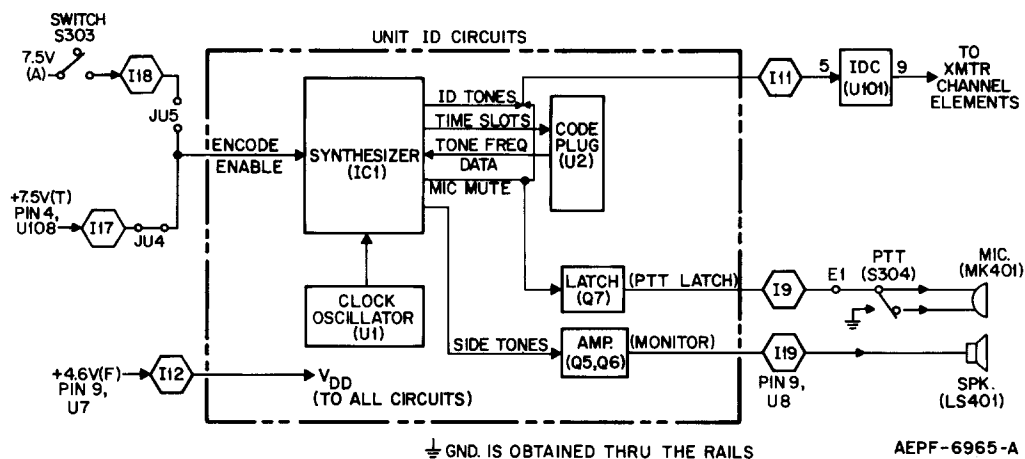 SWITCH
S303
7.5V
(A)
I18
JU5
+7.5V(T)
PIN 4,
U108
I17
JU4
ENCODE
ENABLE
+4.6V(F)
PIN 9,
U7
I12
VDD
(TO ALL CIRCUITS)
UNIT ID CIRCUITS
SYNTHESIZER
(IC1)
ID TONES
TIME SLOTS
TONE FREQ
DATA
MIC MUTE
CODE
PLUG
(U2)
CLOCK
OSCILLATOR
(U1)
LATCH
(Q7)
(PTT LATCH)
SIDE TONES
AMP.
(Q5,Q6)
(MONITOR)
I11
5
IDC
(U101)
9
TO
XMTR
CHANNEL
ELEMENTS
I9
E1
PTT
(S304)
MIC.
(MK401)
I19
PIN 9,
U8
SPK.
(LS401)
GND. IS OBTAINED THRU THE RAILS
AEPF-6965-A